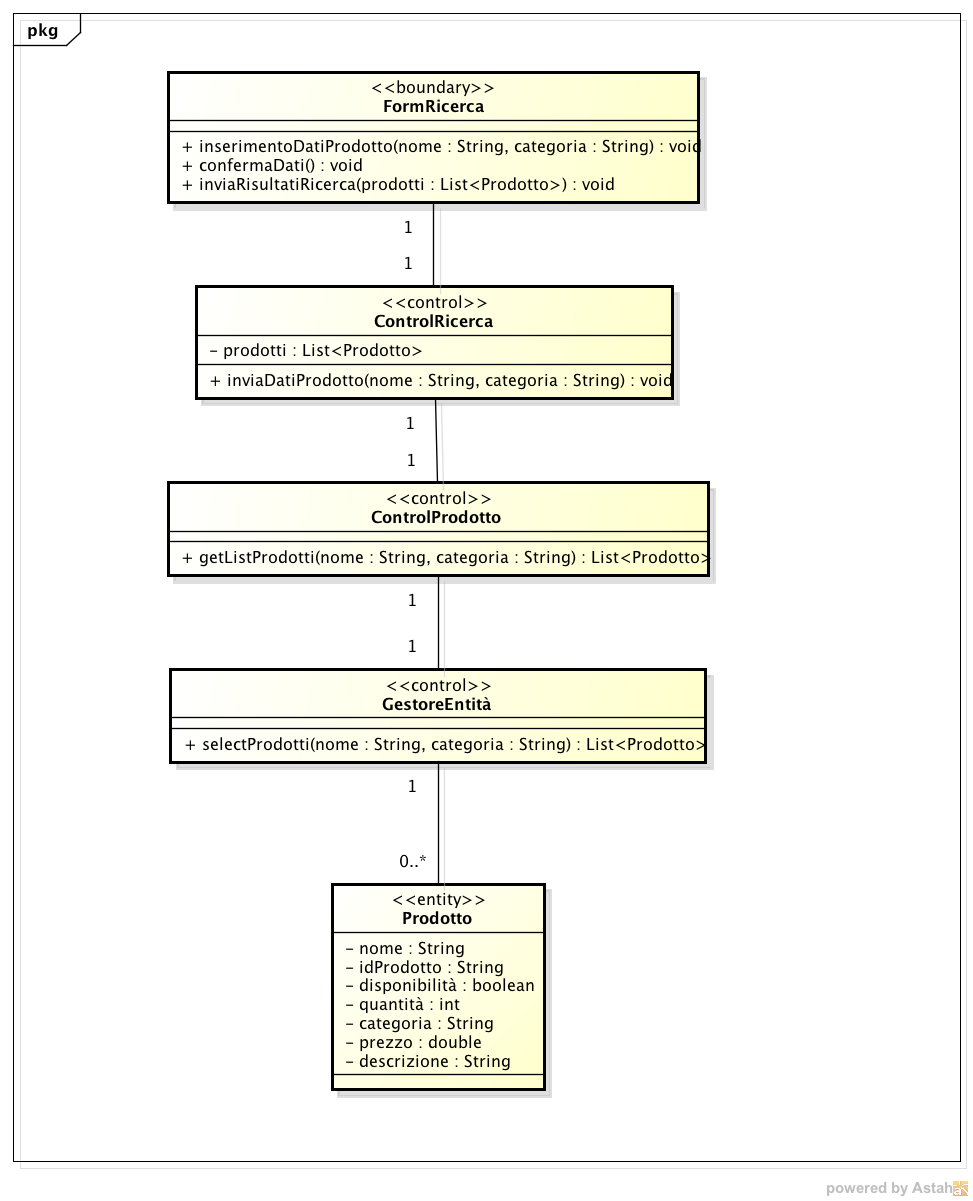 pkg
<<boundary>>
FormRicerca
+ inserimentoDatiProdotto(nome : String, categoria : String) : void
+ confermaDati() : void
+ inviaRisultatiRicerca(prodotti : List<Prodotto>) : void
1
1
<<control>>
ControlRicerca
- prodotti : List<Prodotto>
+ inviaDatiProdotto(nome : String, categoria : String) : void
1
1
<<control>>
ControlProdotto
+ getListProdotti(nome : String, categoria : String) : List<Prodotto>
1
1
<<control>>
GestoreEntità
+ selectProdotti(nome : String, categoria : String) : List<Prodotto>
1
0..*
<<entity>>
Prodotto
- nome : String
- idProdotto : String
- disponibilità : boolean
- quantità : int
- categoria : String
- prezzo : double
- descrizione : String
powered by Astah